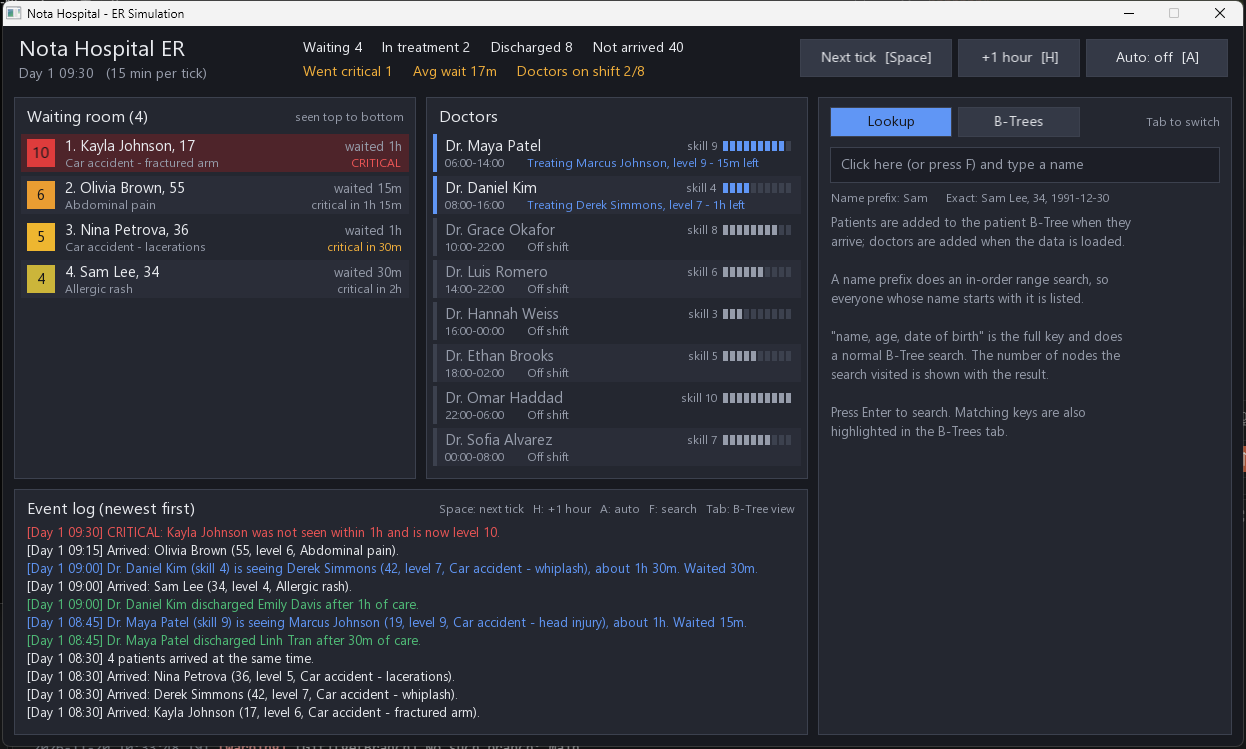 Nota Hospital - ER Simulation
Nota Hospital ER
Day 1 09:30 (15 min per tick)
Waiting 4 In treatment 2 Discharged 8 Not arrived 40
Went critical 1 Avg wait 17m Doctors on shift 2/8
Next tick [Space]
+1 hour [H]
Auto: off [A]
Waiting room (4) seen top to bottom
10 1. Kayla Johnson, 17 waited 1h
Car accident - fractured arm CRITICAL
6 2. Olivia Brown, 55 waited 15m
Abdominal pain critical in 1h 15m
5 3. Nina Petrova, 36 waited 1h
Car accident - lacerations critical in 30m
4 4. Sam Lee, 34 waited 30m
Allergic rash critical in 2h
Doctors
Dr. Maya Patel skill 9
06:00-14:00 Treating Marcus Johnson, level 9 - 15m left
Dr. Daniel Kim skill 4
08:00-16:00 Treating Derek Simmons, level 7 - 1h left
Dr. Grace Okafor skill 8
10:00-22:00 Off shift
Dr. Luis Romero skill 6
14:00-22:00 Off shift
Dr. Hannah Weiss skill 3
16:00-00:00 Off shift
Dr. Ethan Brooks skill 5
18:00-02:00 Off shift
Dr. Omar Haddad skill 10
22:00-06:00 Off shift
Dr. Sofia Alvarez skill 7
00:00-08:00 Off shift
Lookup B-Trees Tab to switch
Click here (or press F) and type a name
Name prefix: Sam Exact: Sam Lee, 34, 1991-12-30
Patients are added to the patient B-Tree when they
arrive; doctors are added when the data is loaded.
A name prefix does an in-order range search, so
everyone whose name starts with it is listed.
"name, age, date of birth" is the full key and does
a normal B-Tree search. The number of nodes the
search visited is shown with the result.
Press Enter to search. Matching keys are also
highlighted in the B-Trees tab.
Event log (newest first) Space: next tick H: +1 hour A: auto F: search Tab: B-Tree view
[Day 1 09:30] CRITICAL: Kayla Johnson was not seen within 1h and is now level 10.
[Day 1 09:15] Arrived: Olivia Brown (55, level 6, Abdominal pain).
[Day 1 09:00] Dr. Daniel Kim (skill 4) is seeing Derek Simmons (42, level 7, Car accident - whiplash), about 1h 30m. Waited 30m.
[Day 1 09:00] Arrived: Sam Lee (34, level 4, Allergic rash).
[Day 1 09:00] Dr. Daniel Kim discharged Emily Davis after 1h of care.
[Day 1 08:45] Dr. Maya Patel (skill 9) is seeing Marcus Johnson (19, level 9, Car accident - head injury), about 1h. Waited 15m.
[Day 1 08:45] Dr. Maya Patel discharged Linh Tran after 30m of care.
[Day 1 08:30] 4 patients arrived at the same time.
[Day 1 08:30] Arrived: Nina Petrova (36, level 5, Car accident - lacerations).
[Day 1 08:30] Arrived: Derek Simmons (42, level 7, Car accident - whiplash).
[Day 1 08:30] Arrived: Kayla Johnson (17, level 6, Car accident - fractured arm).